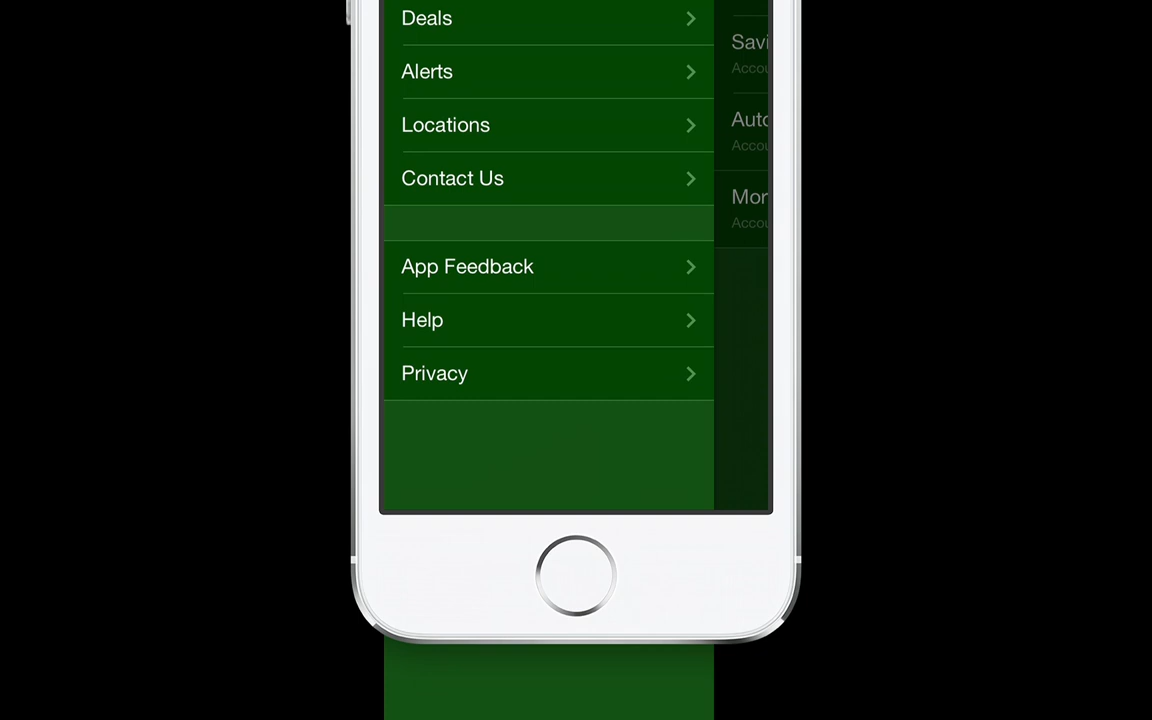 Deals
Alerts
Locations
Contact Us
App Feedback
Help
Privacy
Savi
Accou
Auto
Accou
Mor
Accou